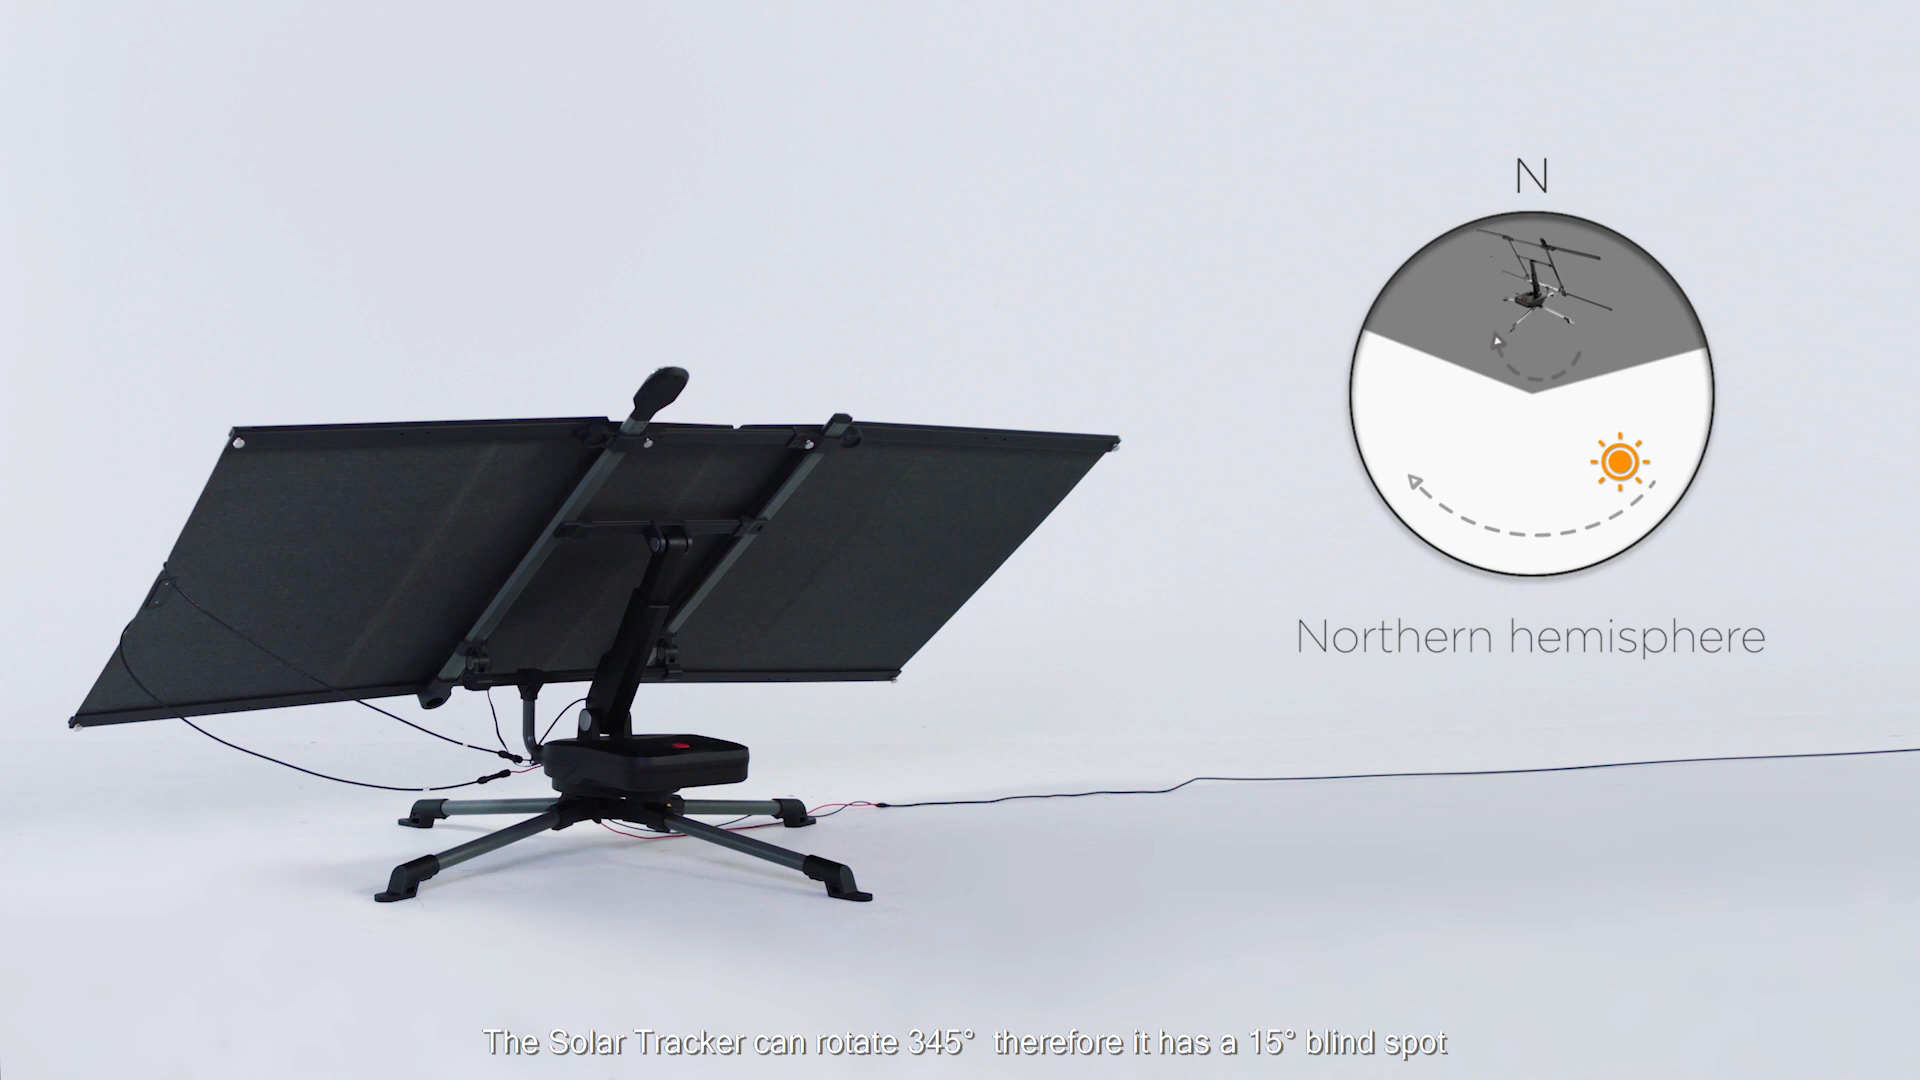 N
Northern hemisphere
The Solar Tracker can rotate 345° therefore it has a 15° blind spot